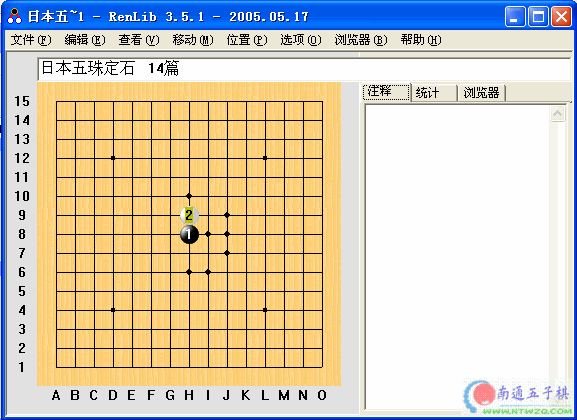 日本五~1 - RenLib 3.5.1 - 2005.05.17
文件(F) 编辑(E) 查看(V) 移动(M) 位置(P) 选项(O) 浏览器(B) 帮助(H)
日本五珠定石 14篇
注释 统计 浏览器
15
14
13
12
11
10
9 2
8 1
7
6
5
4
3
2
1
A B C D E F G H I J K L M N O
南通五子棋
WWW.NTWZQ.COM